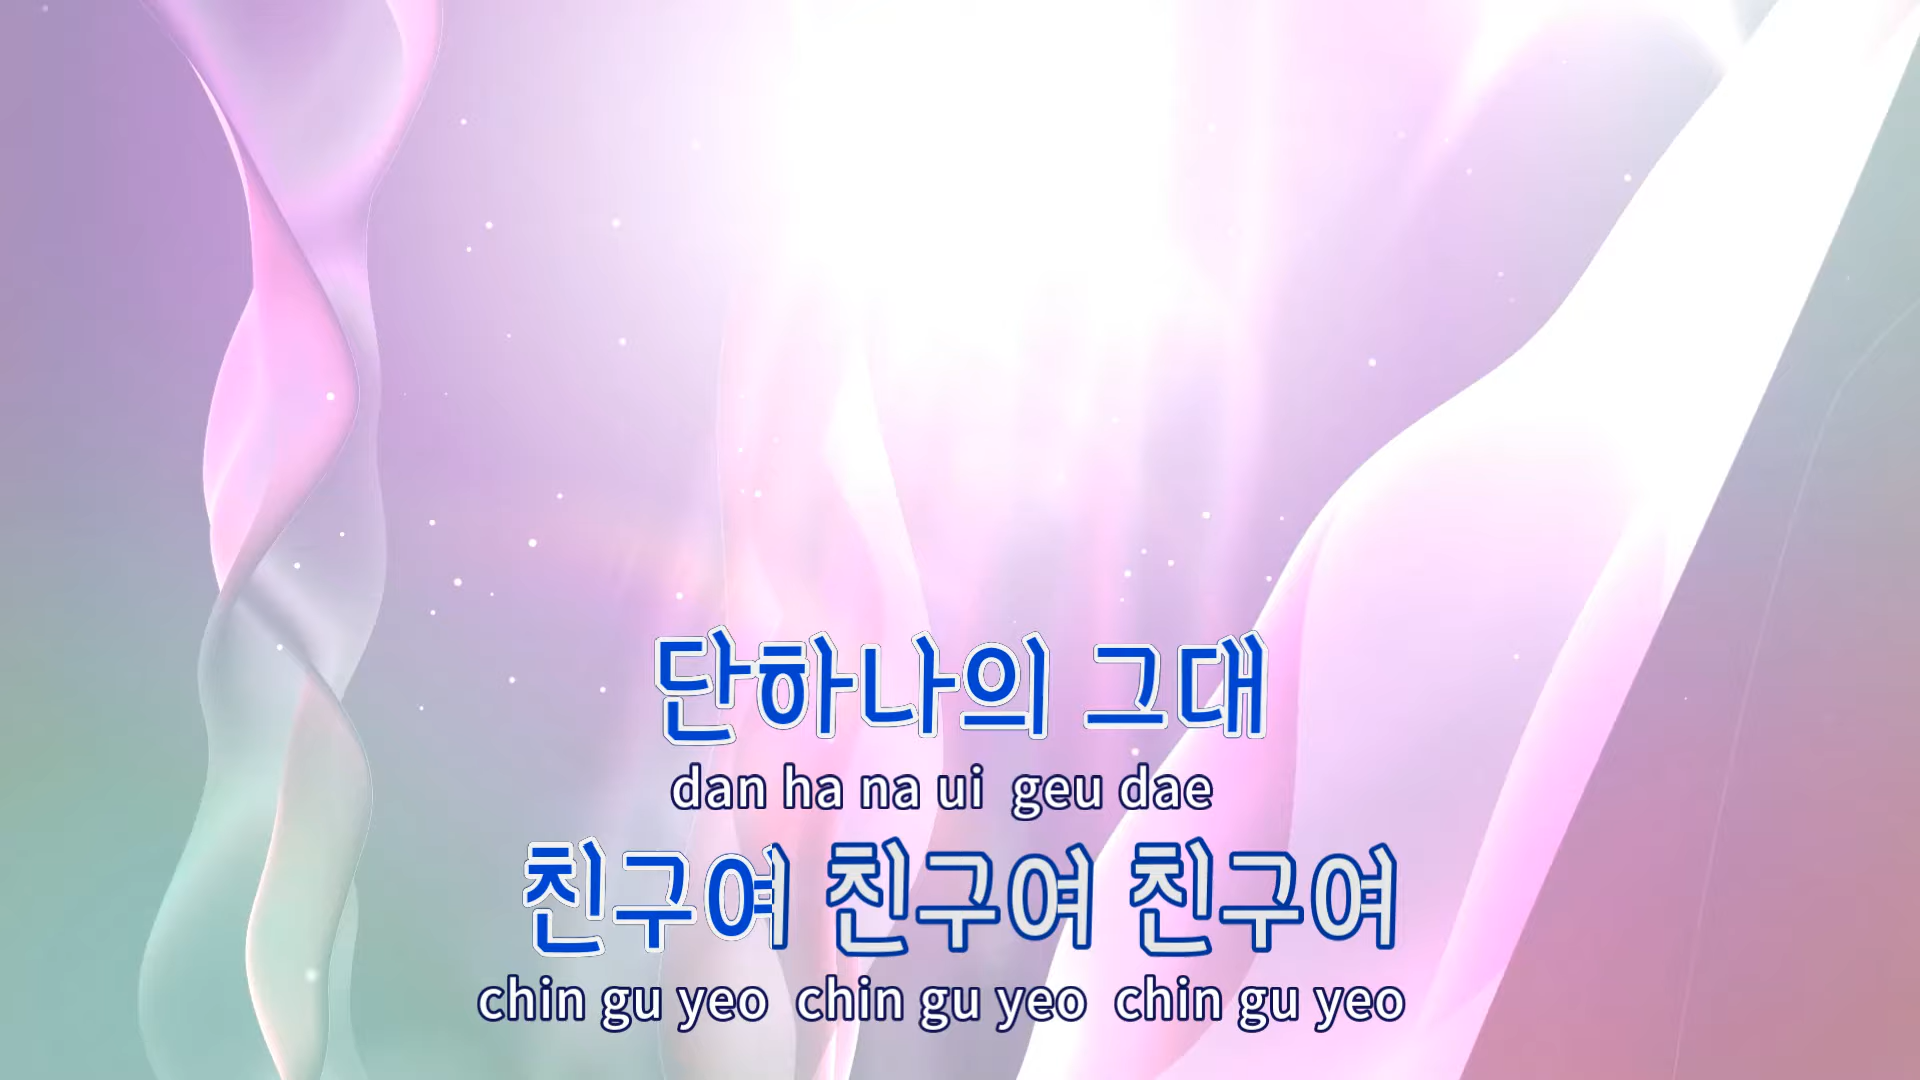 단하나의 그대
dan ha na ui geu dae
친구여 친구여 친구여
chin gu yeo chin gu yeo chin gu yeo